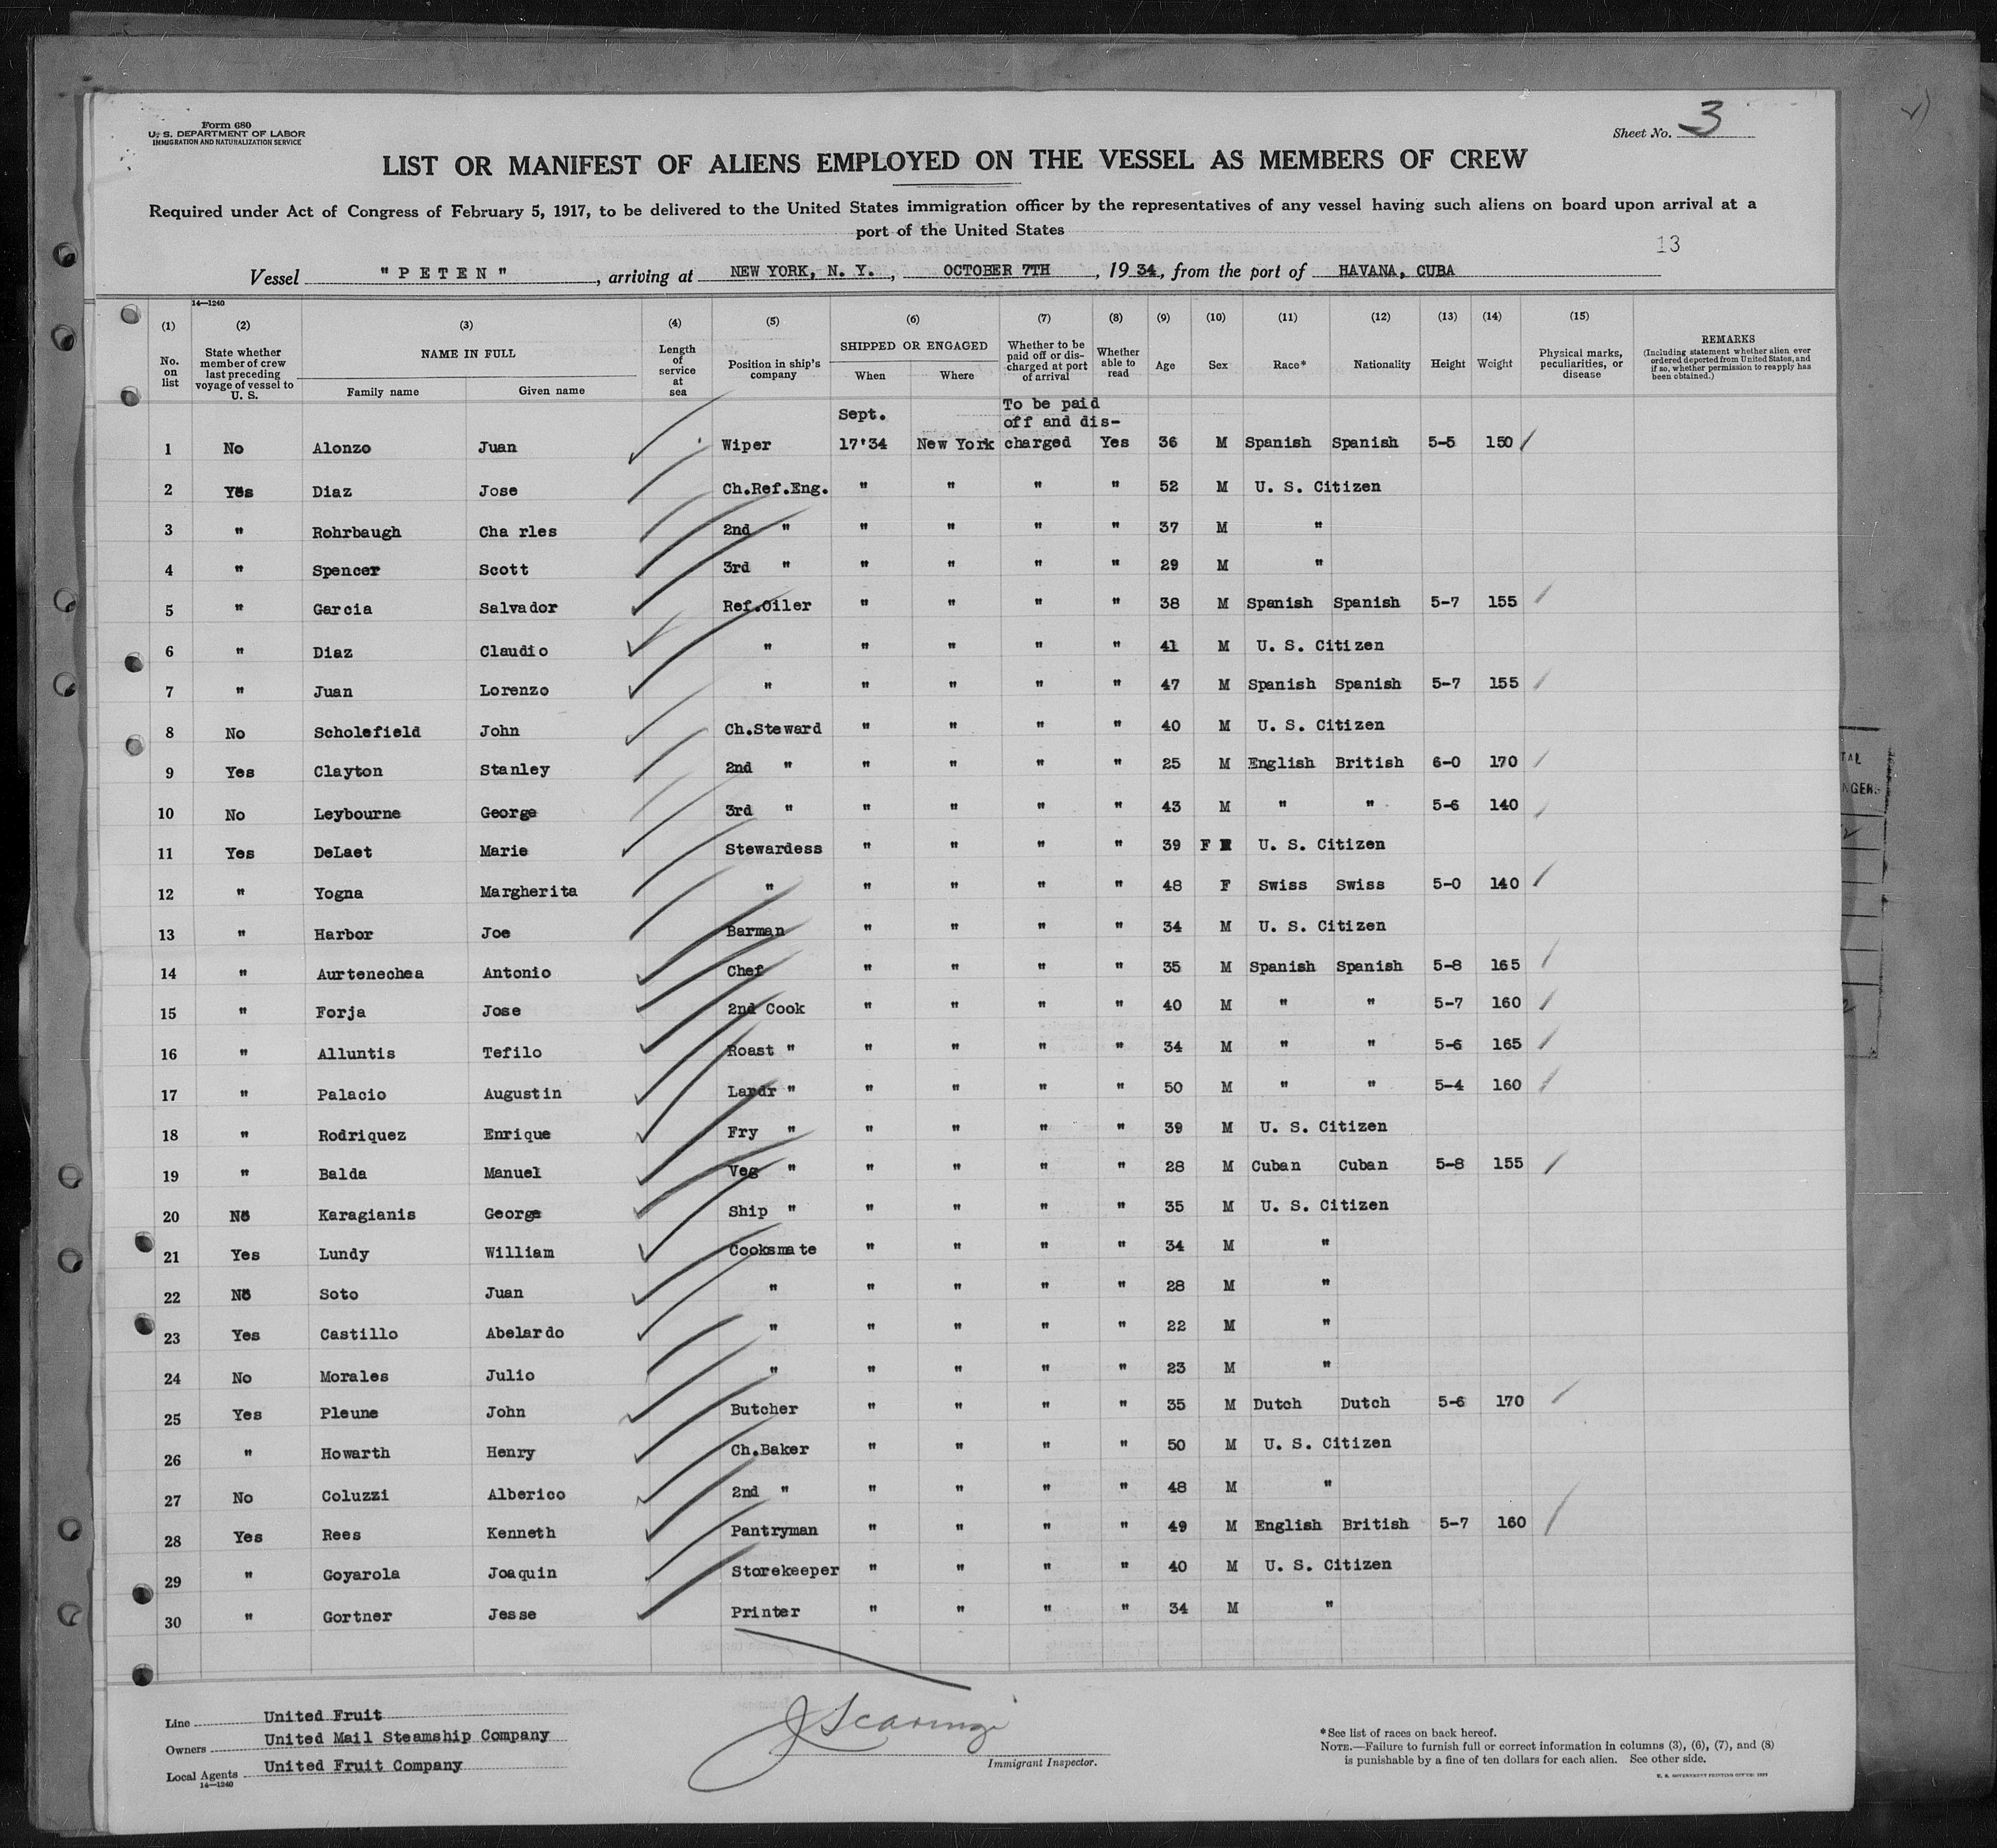 Form 680
U. S. DEPARTMENT OF LABOR
IMMIGRATION AND NATURALIZATION SERVICE
Sheet No. 3
LIST OR MANIFEST OF ALIENS EMPLOYED ON THE VESSEL AS MEMBERS OF CREW
Required under Act of Congress of February 5, 1917, to be delivered to the United States immigration officer by the representatives of any vessel having such aliens on board upon arrival at a
port of the United States
13
Vessel "PETEN", arriving at NEW YORK, N. Y., OCTOBER 7TH, 1934, from the port of HAVANA, CUBA
14—1240
(1) (2) (3) (4) (5) (6) (7) (8) (9) (10) (11) (12) (13) (14) (15)
No. on list
State whether member of crew last preceding voyage of vessel to U. S.
NAME IN FULL
Family name Given name
Length of service at sea
Position in ship's company
SHIPPED OR ENGAGED
When Where
Whether to be paid off or discharged at port of arrival
Whether able to read
Age Sex Race* Nationality Height Weight
Physical marks, peculiarities, or disease
REMARKS
(Including statement whether alien ever ordered deported from United States, and if so, whether permission to reapply has been obtained.)
Sept. To be paid off and dis-
1 No Alonzo Juan Wiper 17'34 New York charged Yes 36 M Spanish Spanish 5-5 150
2 Yes Diaz Jose Ch.Ref.Eng. " " " " 52 M U. S. Citizen
3 " Rohrbaugh Cha rles 2nd " " " " " 37 M "
4 " Spencer Scott 3rd " " " " " 29 M "
5 " Garcia Salvador Ref.Oiler " " " " 38 M Spanish Spanish 5-7 155
6 " Diaz Claudio " " " " " 41 M U. S. Citizen
7 " Juan Lorenzo " " " " " 47 M Spanish Spanish 5-7 155
8 No Scholefield John Ch.Steward " " " " 40 M U. S. Citizen
9 Yes Clayton Stanley 2nd " " " " " 25 M English British 6-0 170
10 No Leybourne George 3rd " " " " " 43 M " " 5-6 140
11 Yes DeLaet Marie Stewardess " " " " 39 F U. S. Citizen
12 " Yogna Margherita " " " " " 48 F Swiss Swiss 5-0 140
13 " Harbor Joe Barman " " " " 34 M U. S. Citizen
14 " Aurtenechea Antonio Chef " " " " 35 M Spanish Spanish 5-8 165
15 " Forja Jose 2nd Cook " " " " 40 M " " 5-7 160
16 " Alluntis Tefilo Roast " " " " " 34 M " " 5-6 165
17 " Palacio Augustin Lardr " " " " " 50 M " " 5-4 160
18 " Rodriquez Enrique Fry " " " " " 39 M U. S. Citizen
19 " Balda Manuel Veg " " " " " 28 M Cuban Cuban 5-8 155
20 No Karagianis George Ship " " " " " 35 M U. S. Citizen
21 Yes Lundy William Cooksmate " " " " 34 M "
22 No Soto Juan " " " " " 28 M "
23 Yes Castillo Abelardo " " " " " 22 M "
24 No Morales Julio " " " " " 23 M "
25 Yes Pleune John Butcher " " " " 35 M Dutch Dutch 5-6 170
26 " Howarth Henry Ch.Baker " " " " 50 M U. S. Citizen
27 No Coluzzi Alberico 2nd " " " " " 48 M "
28 Yes Rees Kenneth Pantryman " " " " 49 M English British 5-7 160
29 " Goyarola Joaquin Storekeeper " " " " 40 M U. S. Citizen
30 " Gortner Jesse Printer " " " " 34 M "
Line United Fruit
Owners United Mail Steamship Company
Local Agents United Fruit Company
14—1240
Immigrant Inspector.
*See list of races on back hereof.
NOTE.—Failure to furnish full or correct information in columns (3), (6), (7), and (8)
is punishable by a fine of ten dollars for each alien. See other side.